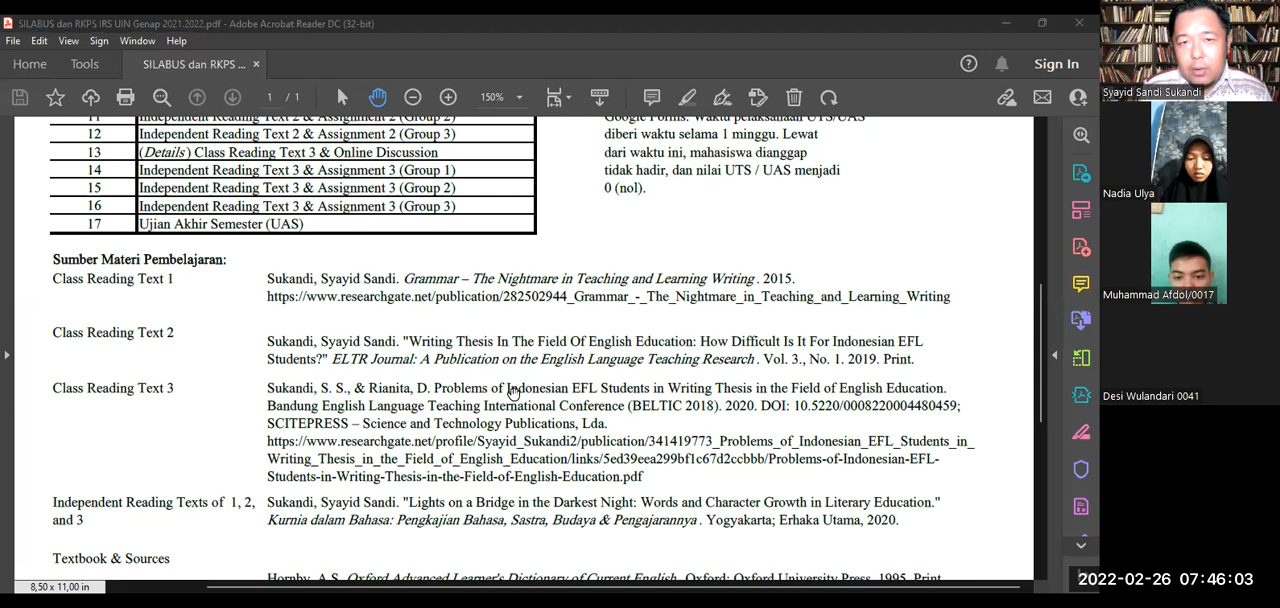 SILABUS dan RKPS IRS UIN Genap 2021.2022.pdf - Adobe Acrobat Reader DC (32-bit)
File Edit View Sign Window Help
Home Tools SILABUS dan RKPS ... × Sign In
1 / 1 150%
11 Independent Reading Text 2 & Assignment 2 (Group 2)
12 Independent Reading Text 2 & Assignment 2 (Group 3)
13 (Details) Class Reading Text 3 & Online Discussion
14 Independent Reading Text 3 & Assignment 3 (Group 1)
15 Independent Reading Text 3 & Assignment 3 (Group 2)
16 Independent Reading Text 3 & Assignment 3 (Group 3)
17 Ujian Akhir Semester (UAS)
Google Forms. Waktu pelaksanaan UTS/UAS
diberi waktu selama 1 minggu. Lewat
dari waktu ini, mahasiswa dianggap
tidak hadir, dan nilai UTS / UAS menjadi
0 (nol).
Sumber Materi Pembelajaran:
Class Reading Text 1 Sukandi, Syayid Sandi. Grammar – The Nightmare in Teaching and Learning Writing. 2015.
https://www.researchgate.net/publication/282502944_Grammar_-_The_Nightmare_in_Teaching_and_Learning_Writing
Class Reading Text 2
Sukandi, Syayid Sandi. "Writing Thesis In The Field Of English Education: How Difficult Is It For Indonesian EFL
Students?" ELTR Journal: A Publication on the English Language Teaching Research. Vol. 3., No. 1. 2019. Print.
Class Reading Text 3 Sukandi, S. S., & Rianita, D. Problems of Indonesian EFL Students in Writing Thesis in the Field of English Education.
Bandung English Language Teaching International Conference (BELTIC 2018). 2020. DOI: 10.5220/0008220004480459;
SCITEPRESS – Science and Technology Publications, Lda.
https://www.researchgate.net/profile/Syayid_Sukandi2/publication/341419773_Problems_of_Indonesian_EFL_Students_in_
Writing_Thesis_in_the_Field_of_English_Education/links/5ed39eea299bf1c67d2ccbbb/Problems-of-Indonesian-EFL-
Students-in-Writing-Thesis-in-the-Field-of-English-Education.pdf
Independent Reading Texts of 1, 2, Sukandi, Syayid Sandi. "Lights on a Bridge in the Darkest Night: Words and Character Growth in Literary Education."
and 3 Kurnia dalam Bahasa: Pengkajian Bahasa, Sastra, Budaya & Pengajarannya. Yogyakarta; Erhaka Utama, 2020.
Textbook & Sources
Hornby, A.S. Oxford Advanced Learner's Dictionary of Current English. Oxford: Oxford University Press. 1995. Print
8,50 x 11,00 in
Syayid Sandi Sukandi
Nadia Ulya
Muhammad Afdol/0017
Desi Wulandari 0041
2022-02-26 07:46:03